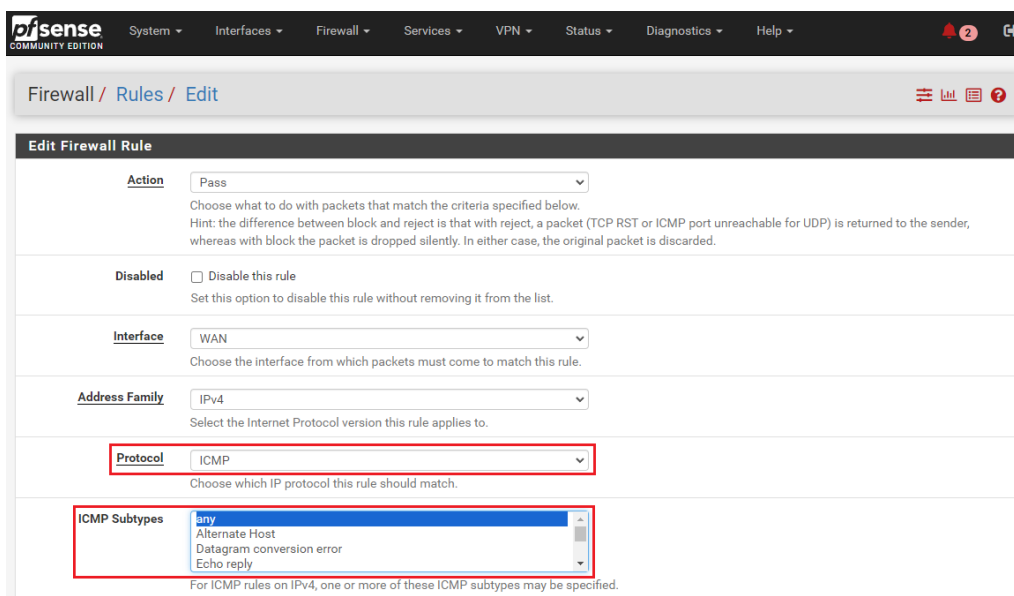 pfsense System Interfaces Firewall Services VPN Status Diagnostics Help 2
COMMUNITY EDITION
Firewall / Rules / Edit
Edit Firewall Rule
Action Pass
Choose what to do with packets that match the criteria specified below.
Hint: the difference between block and reject is that with reject, a packet (TCP RST or ICMP port unreachable for UDP) is returned to the sender,
whereas with block the packet is dropped silently. In either case, the original packet is discarded.
Disabled Disable this rule
Set this option to disable this rule without removing it from the list.
Interface WAN
Choose the interface from which packets must come to match this rule.
Address Family IPv4
Select the Internet Protocol version this rule applies to.
Protocol ICMP
Choose which IP protocol this rule should match.
ICMP Subtypes any
Alternate Host
Datagram conversion error
Echo reply
For ICMP rules on IPv4, one or more of these ICMP subtypes may be specified.